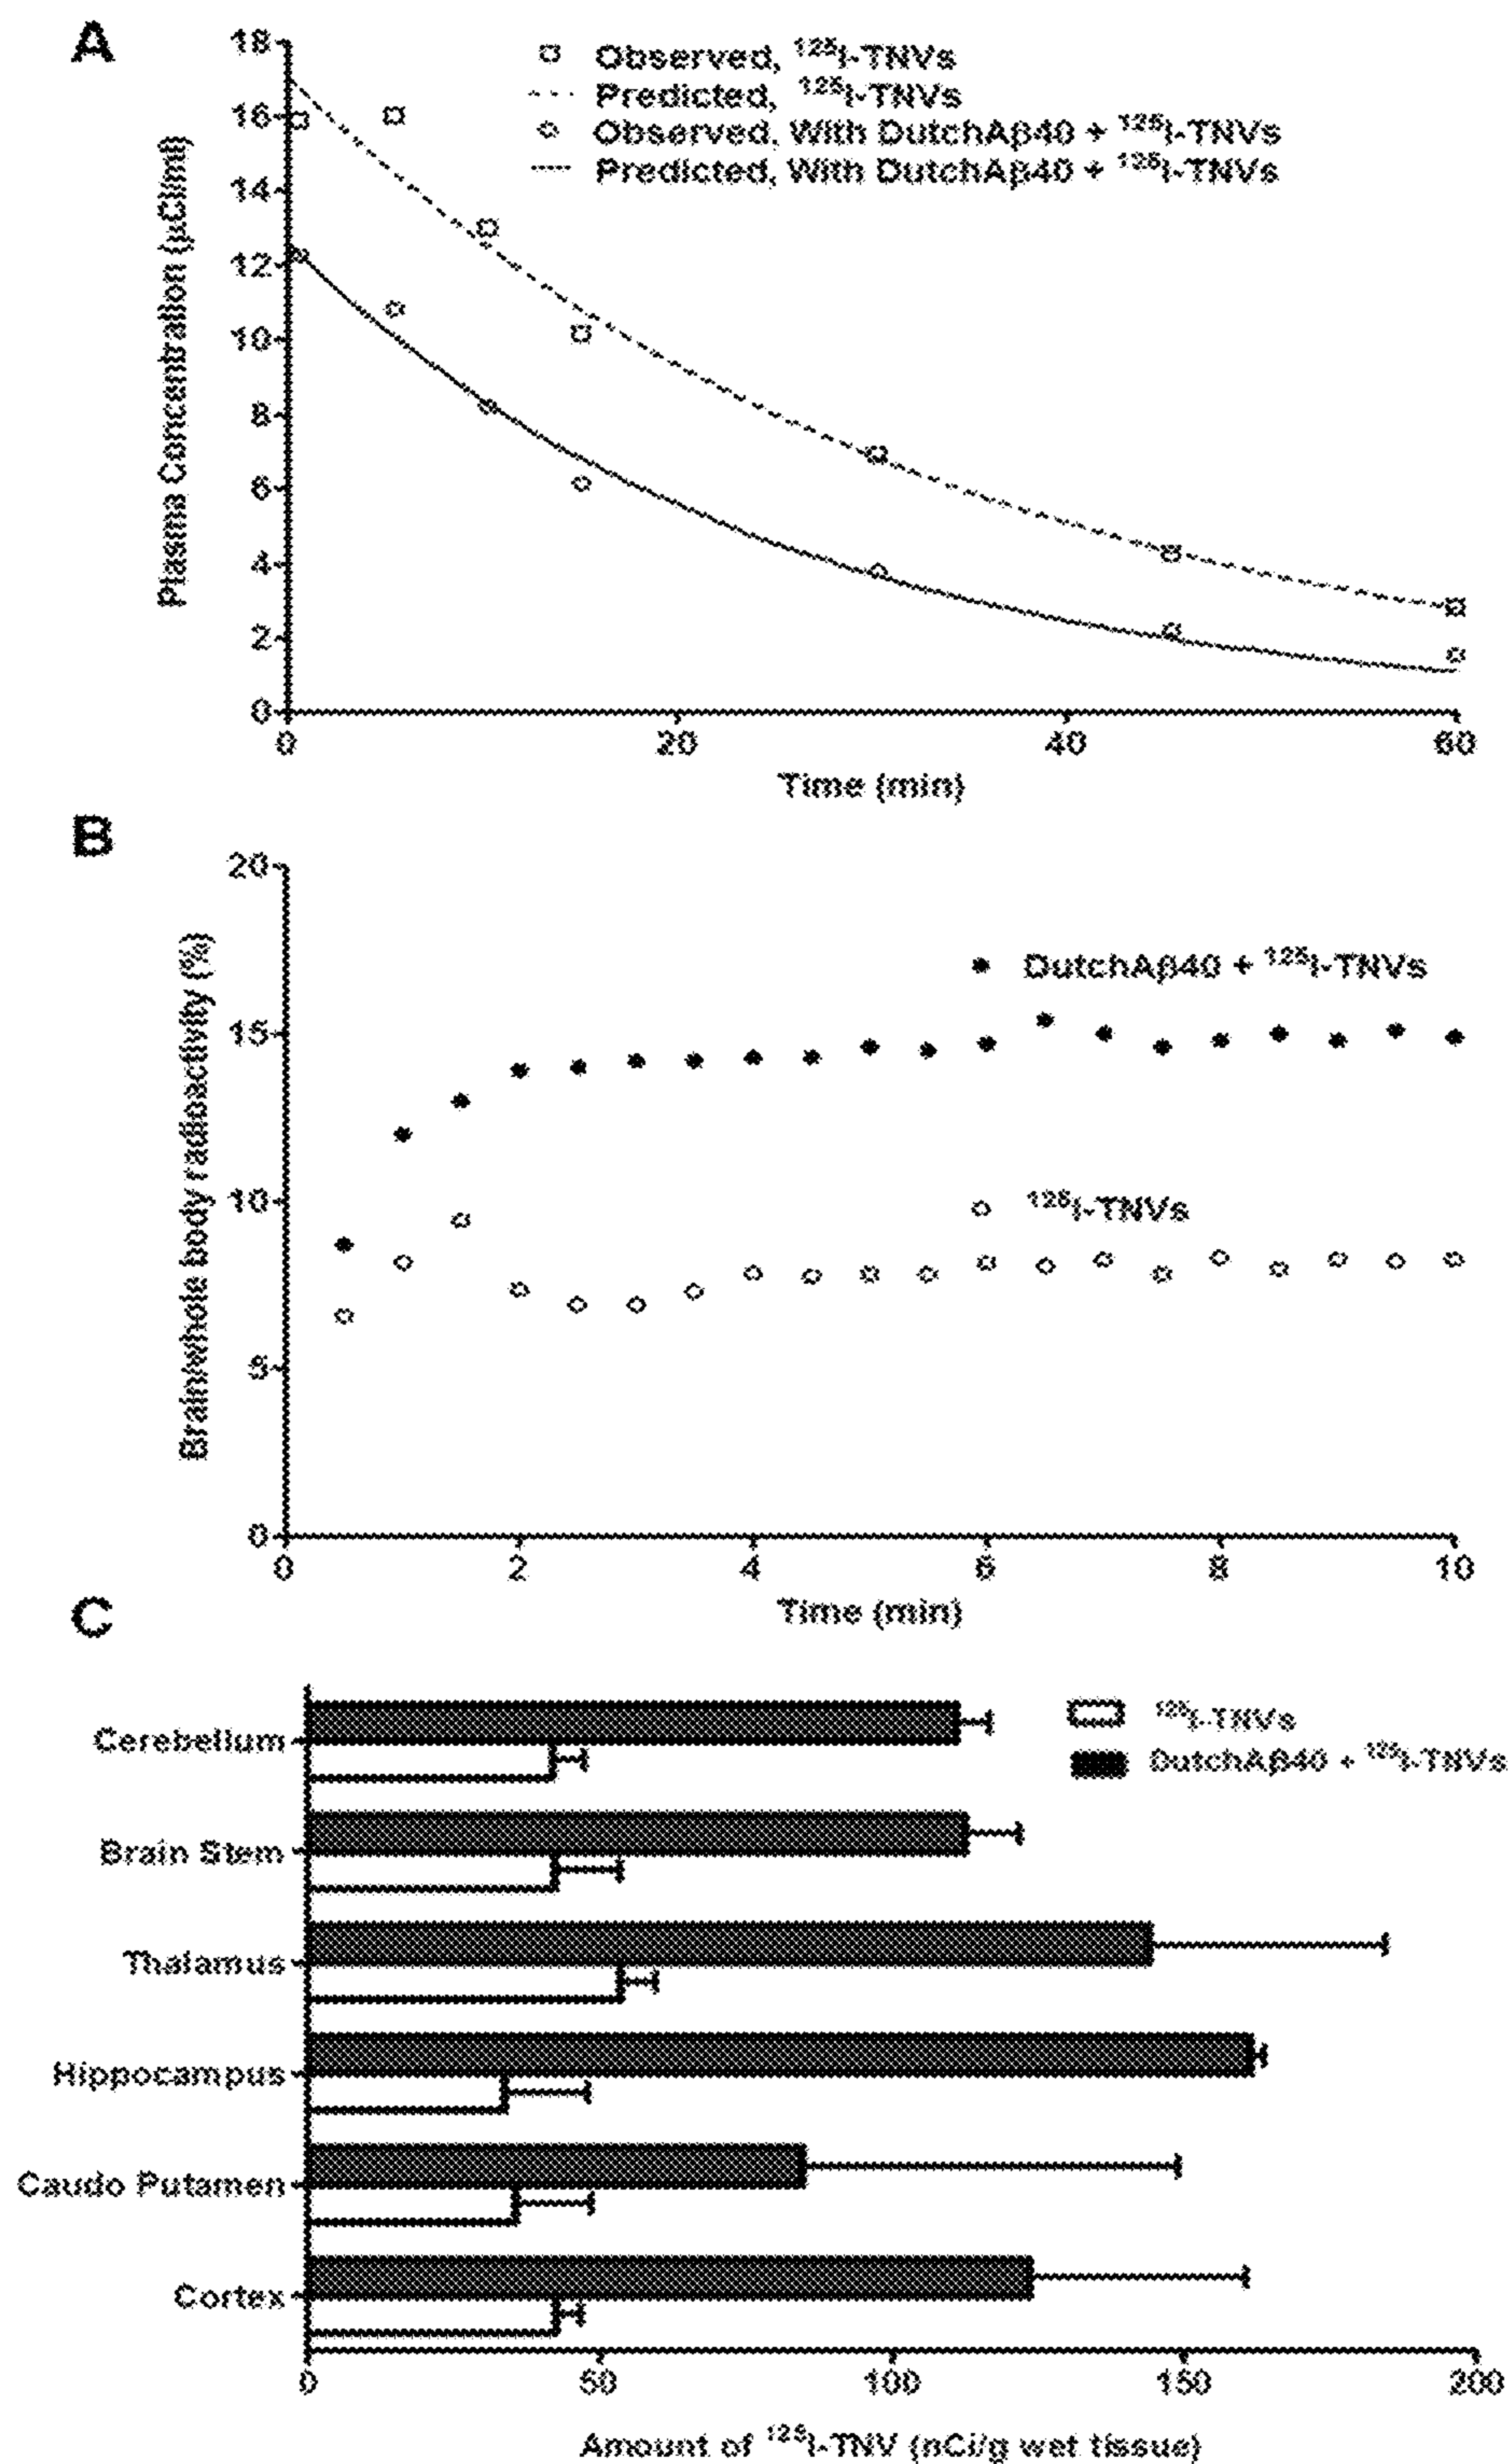 A
18
16
14
12
10
8
6
4
2
0
Plasma Concentration (µCi/ml)
Observed, ¹²⁵I-TNVs
Predicted, ¹²⁵I-TNVs
Observed, With DutchAβ40 + ¹²⁵I-TNVs
Predicted, With DutchAβ40 + ¹²⁵I-TNVs
0 20 40 60
Time (min)
B
20
15
10
5
0
Brain/whole body radioactivity (%)
DutchAβ40 + ¹²⁵I-TNVs
¹²⁵I-TNVs
0 2 4 6 8 10
Time (min)
C
¹²⁵I-TNVs
DutchAβ40 + ¹²⁵I-TNVs
Cerebellum
Brain Stem
Thalamus
Hippocampus
Caudo Putamen
Cortex
0 50 100 150 200
Amount of ¹²⁵I-TNV (nCi/g wet tissue)